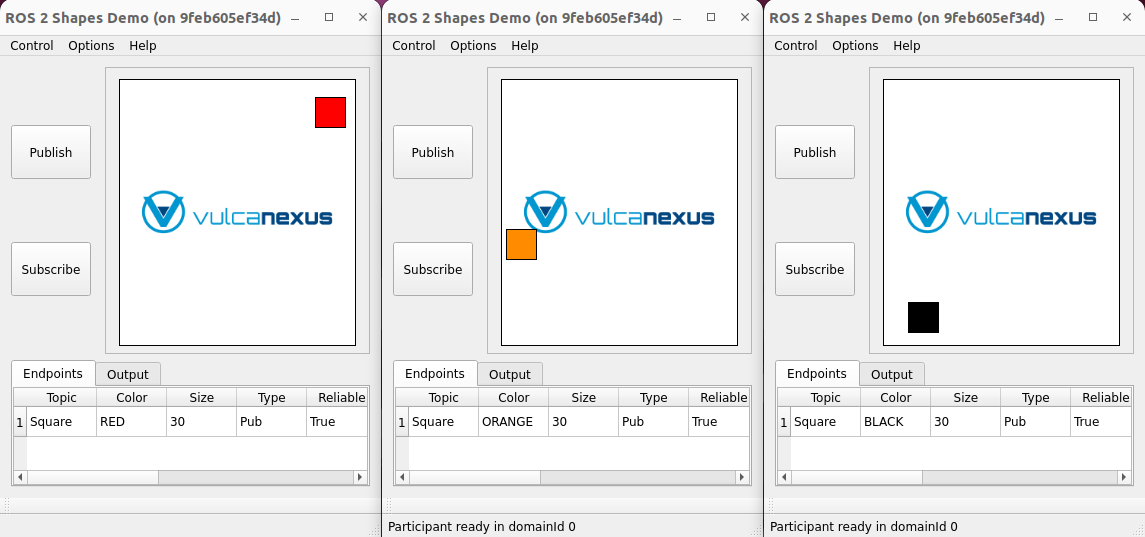 ROS 2 Shapes Demo (on 9feb605ef34d)
Control Options Help
Publish
vulcanexus
Subscribe
Endpoints Output
Topic Color Size Type Reliable
1 Square RED 30 Pub True
ROS 2 Shapes Demo (on 9feb605ef34d)
Control Options Help
Publish
vulcanexus
Subscribe
Endpoints Output
Topic Color Size Type Reliable
1 Square ORANGE 30 Pub True
Participant ready in domainId 0
ROS 2 Shapes Demo (on 9feb605ef34d)
Control Options Help
Publish
vulcanexus
Subscribe
Endpoints Output
Topic Color Size Type Reliable
1 Square BLACK 30 Pub True
Participant ready in domainId 0